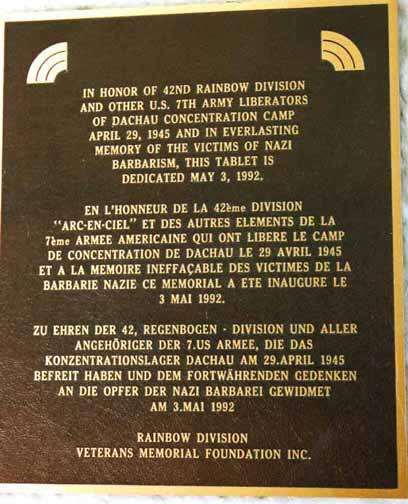 IN HONOR OF 42ND RAINBOW DIVISION
AND OTHER U.S. 7TH ARMY LIBERATORS
OF DACHAU CONCENTRATION CAMP
APRIL 29, 1945 AND IN EVERLASTING
MEMORY OF THE VICTIMS OF NAZI
BARBARISM, THIS TABLET IS
DEDICATED MAY 3, 1992.
EN L'HONNEUR DE LA 42ème DIVISION
"ARC-EN-CIEL" ET DES AUTRES ELEMENTS DE LA
7ème ARMEE AMERICAINE QUI ONT LIBERE LE CAMP
DE CONCENTRATION DE DACHAU LE 29 AVRIL 1945
ET A LA MEMOIRE INEFFAÇABLE DES VICTIMES DE LA
BARBARIE NAZIE CE MEMORIAL A ETE INAUGURE LE
3 MAI 1992.
ZU EHREN DER 42, REGENBOGEN - DIVISION UND ALLER
ANGEHÖRIGER DER 7.US ARMEE, DIE DAS
KONZENTRATIONSLAGER DACHAU AM 29.APRIL 1945
BEFREIT HABEN UND DEM FORTWÄHRENDEN GEDENKEN
AN DIE OPFER DER NAZI BARBAREI GEWIDMET
AM 3.MAI 1992
RAINBOW DIVISION
VETERANS MEMORIAL FOUNDATION INC.